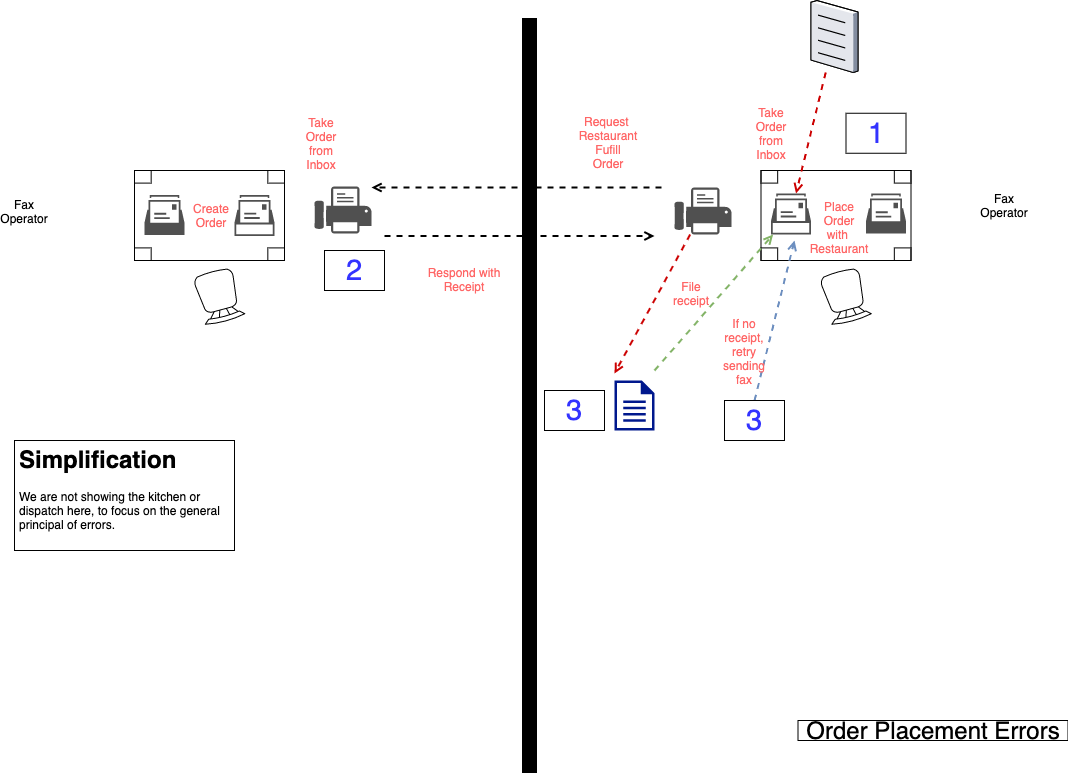 Take
Order
from
Inbox
1
Fax
Operator
Create
Order
Request
Restaurant
Fufill
Order
Take
Order
from
Inbox
Place
Order
with
Restaurant
Fax
Operator
2
Respond with
Receipt
File
receipt
If no
receipt,
retry
sending
fax
3
3
Simplification
We are not showing the kitchen or
dispatch here, to focus on the general
principal of errors.
Order Placement Errors